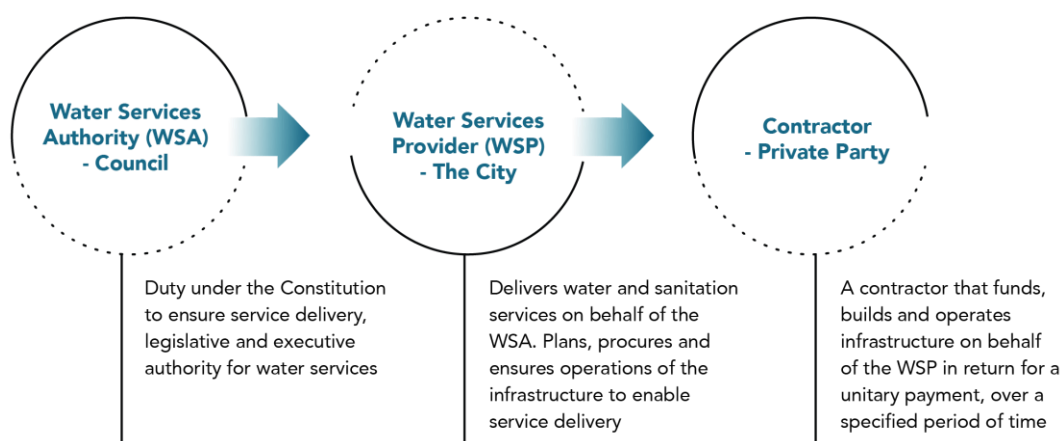 Water Services
Authority (WSA)
- Council
Water Services
Provider (WSP)
- The City
Contractor
- Private Party
Duty under the Constitution
to ensure service delivery,
legislative and executive
authority for water services
Delivers water and sanitation
services on behalf of the
WSA. Plans, procures and
ensures operations of the
infrastructure to enable
service delivery
A contractor that funds,
builds and operates
infrastructure on behalf
of the WSP in return for a
unitary payment, over a
specified period of time